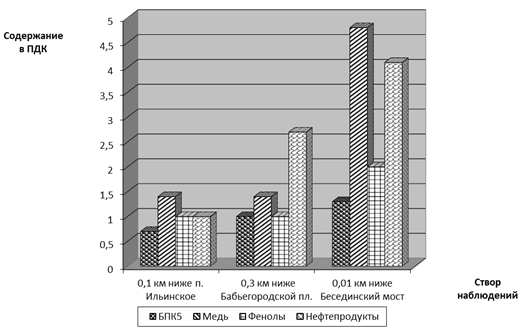 Содержание
в ПДК
5
4,5
4
3,5
3
2,5
2
1,5
1
0,5
0
0,1 км ниже п.
Ильинское
0,3 км ниже
Бабьегородской пл.
0,01 км ниже
Бесединский мост
Створ
наблюдений
БПК5 Медь Фенолы Нефтепродукты